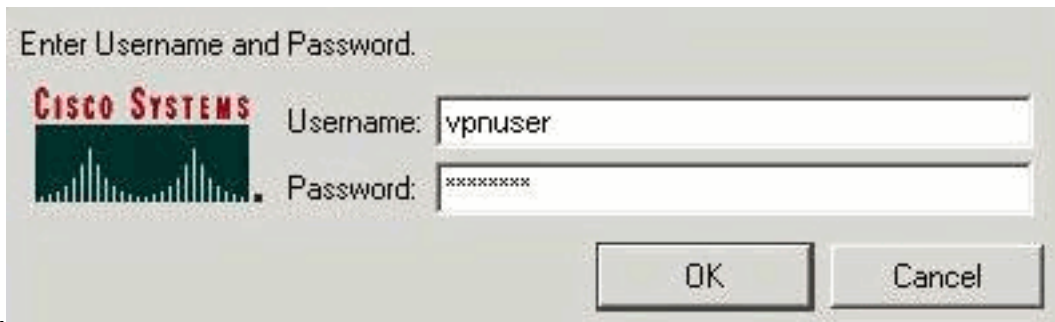 Enter Username and Password.
CISCO SYSTEMS
Username: vpnuser
Password: ********
OK Cancel